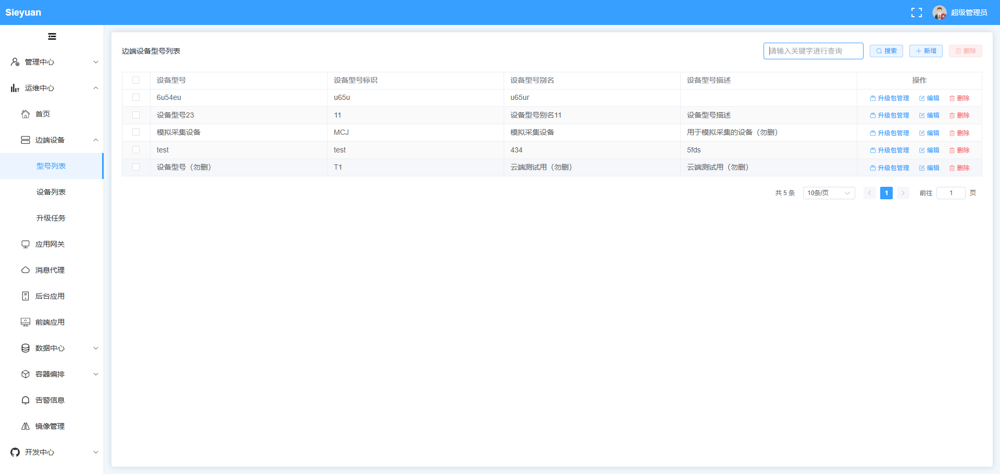 Sieyuan
超级管理员
管理中心
运维中心
首页
边端设备
型号列表
设备列表
升级任务
应用网关
消息代理
后台应用
前端应用
数据中心
容器编排
告警信息
镜像管理
开发中心
边端设备型号列表
请输入关键字进行查询 搜索 新增 删除
设备型号 设备型号标识 设备型号别名 设备型号描述 操作
6u54eu u65u u65ur 升级包管理 编辑 删除
设备型号23 11 设备型号别名11 设备型号描述 升级包管理 编辑 删除
模拟采集设备 MCJ 模拟采集设备 用于模拟采集的设备（勿删） 升级包管理 编辑 删除
test test 434 5fds 升级包管理 编辑 删除
设备型号（勿删） T1 云端测试用（勿删） 云端测试用（勿删） 升级包管理 编辑 删除
共 5 条 10条/页 1 前往 1 页